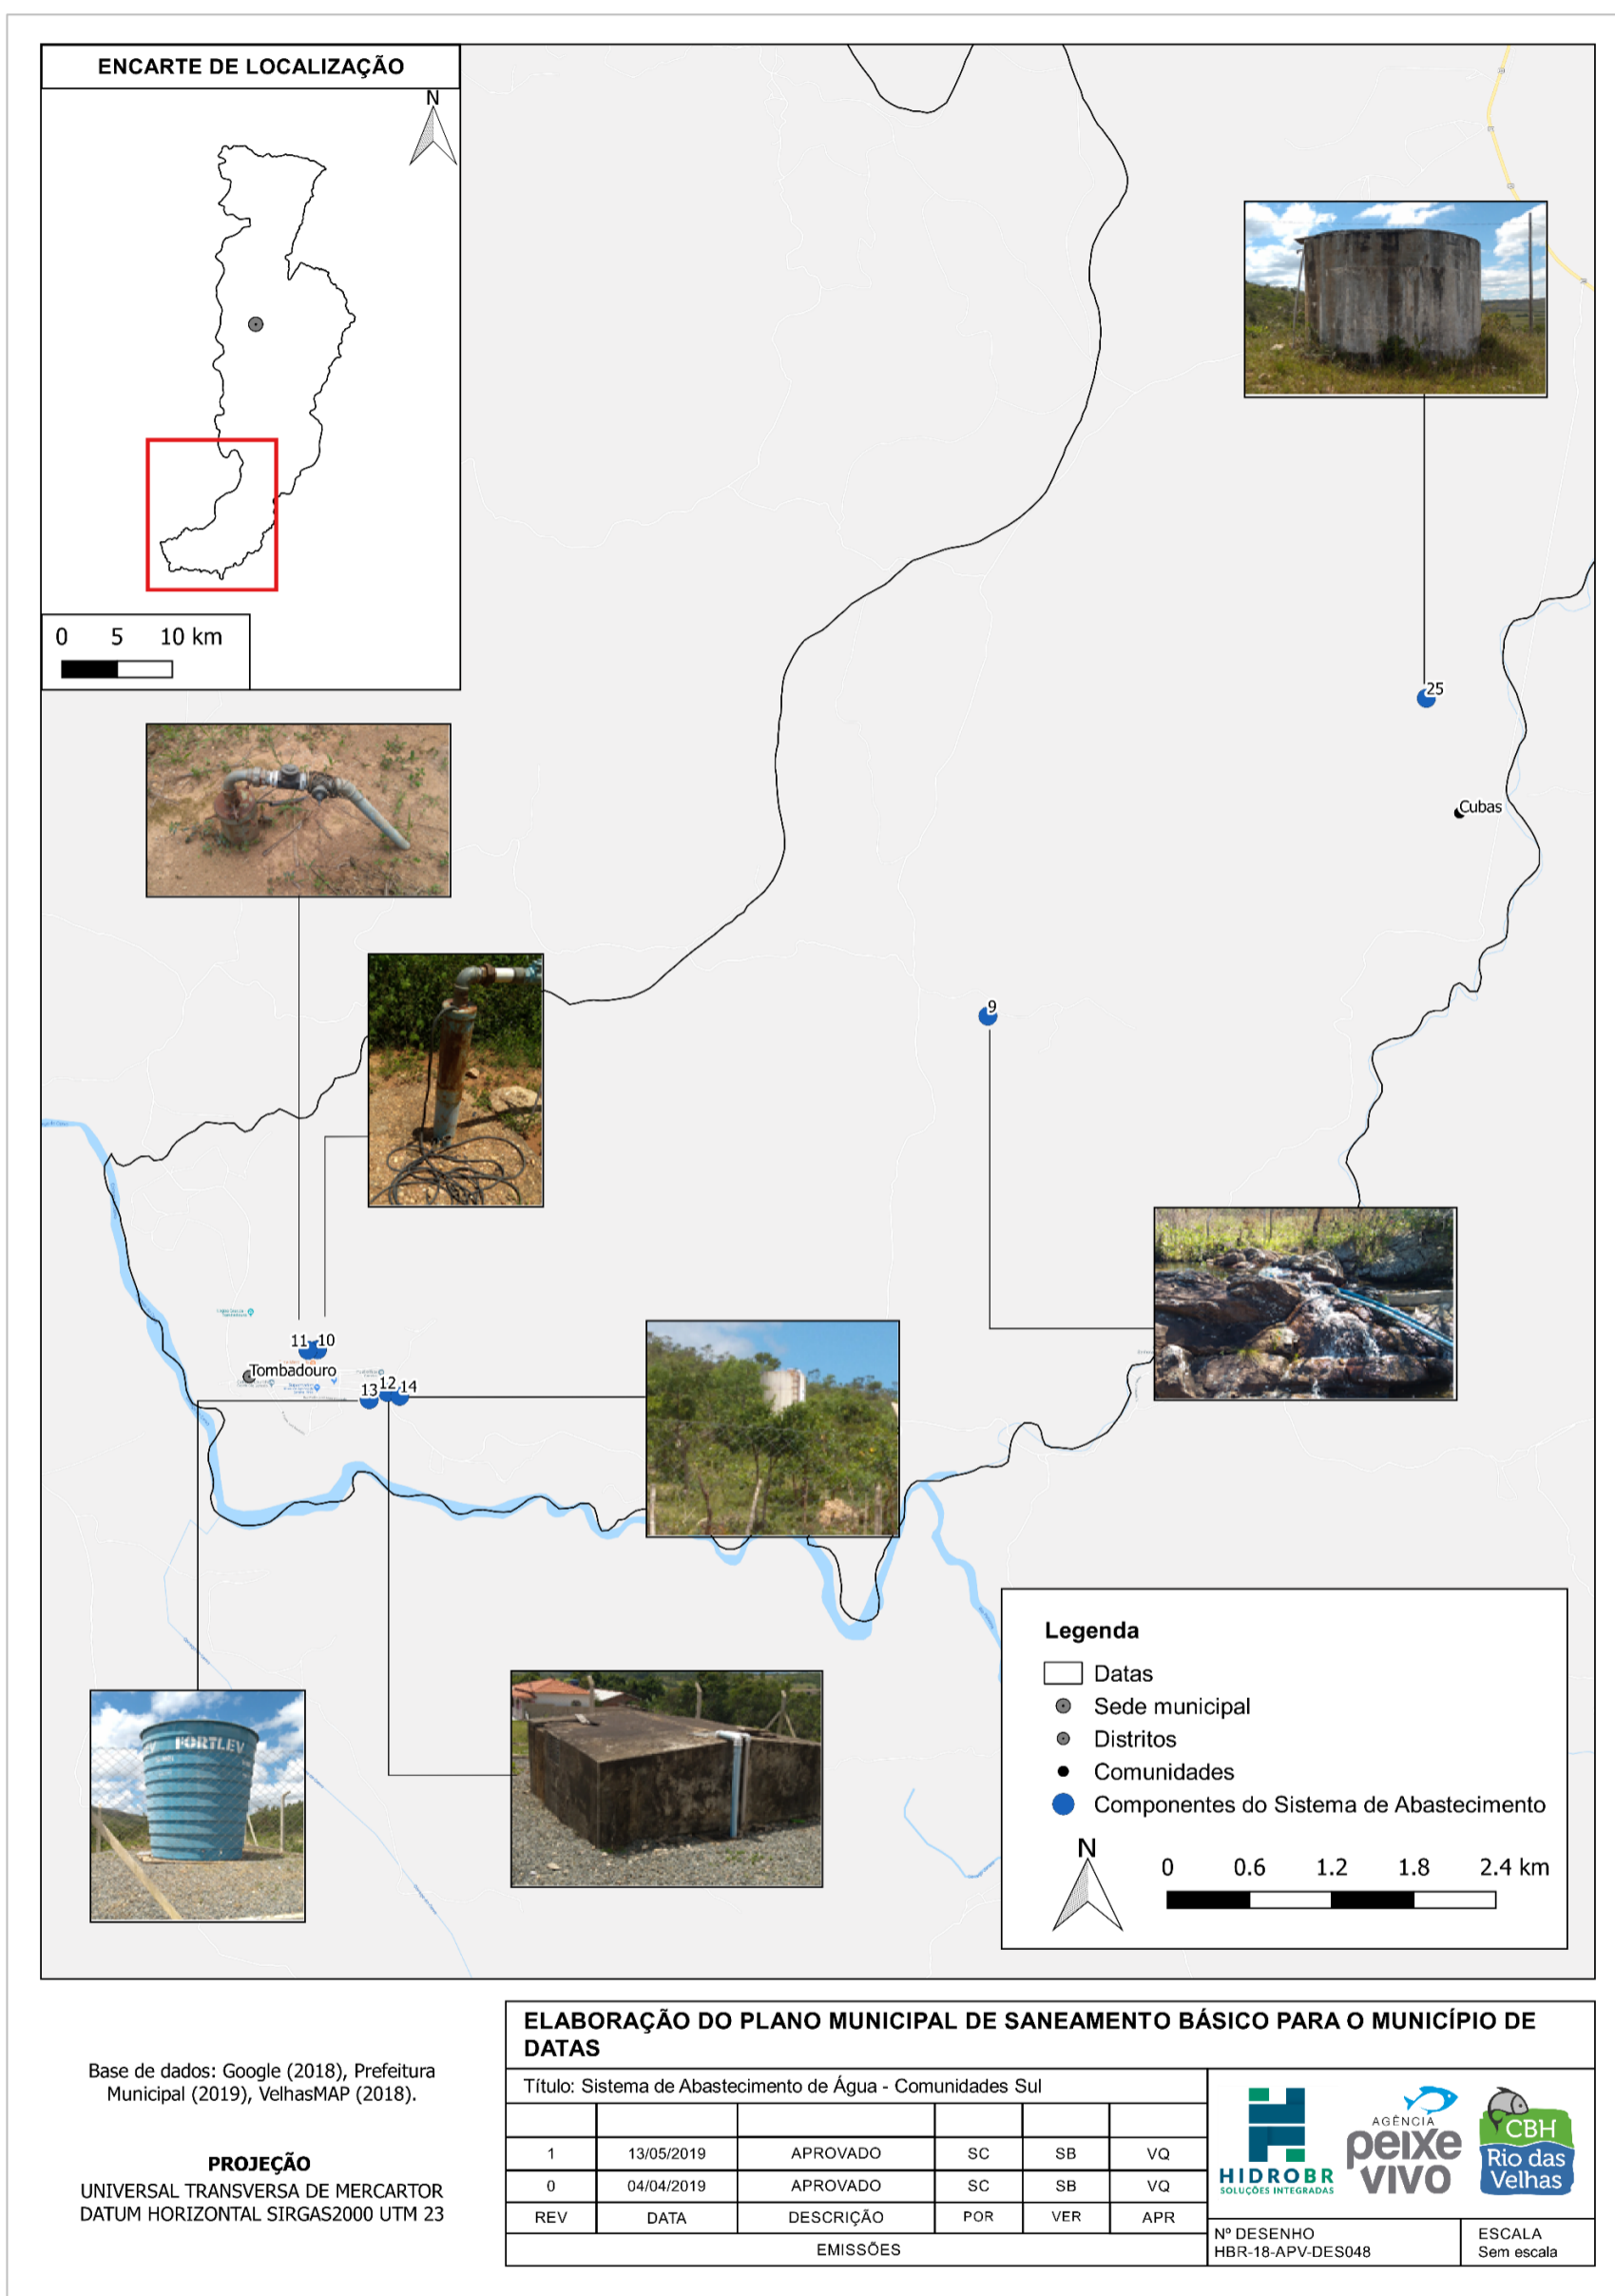 ENCARTE DE LOCALIZAÇÃO
N
0 5 10 km
25
Cubas
9
11 10
Tombadouro
13 12 14
FORTLEV
Legenda
Datas
Sede municipal
Distritos
Comunidades
Componentes do Sistema de Abastecimento
N
0 0.6 1.2 1.8 2.4 km
Base de dados: Google (2018), Prefeitura
Municipal (2019), VelhasMAP (2018).
PROJEÇÃO
UNIVERSAL TRANSVERSA DE MERCARTOR
DATUM HORIZONTAL SIRGAS2000 UTM 23
ELABORAÇÃO DO PLANO MUNICIPAL DE SANEAMENTO BÁSICO PARA O MUNICÍPIO DE
DATAS
Título: Sistema de Abastecimento de Água - Comunidades Sul
1 13/05/2019 APROVADO SC SB VQ
0 04/04/2019 APROVADO SC SB VQ
REV DATA DESCRIÇÃO POR VER APR
EMISSÕES
HIDROBR
SOLUÇÕES INTEGRADAS
AGÊNCIA
peixe
vivo
CBH
Rio das
Velhas
Nº DESENHO
HBR-18-APV-DES048
ESCALA
Sem escala